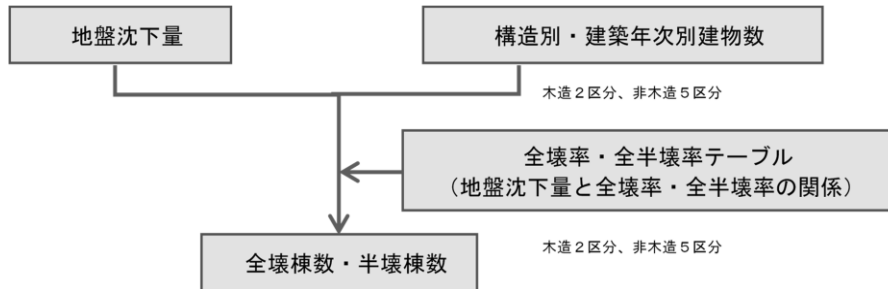 地盤沈下量
構造別・建築年次別建物数
木造２区分、非木造５区分
全壊率・全半壊率テーブル
（地盤沈下量と全壊率・全半壊率の関係）
全壊棟数・半壊棟数
木造２区分、非木造５区分